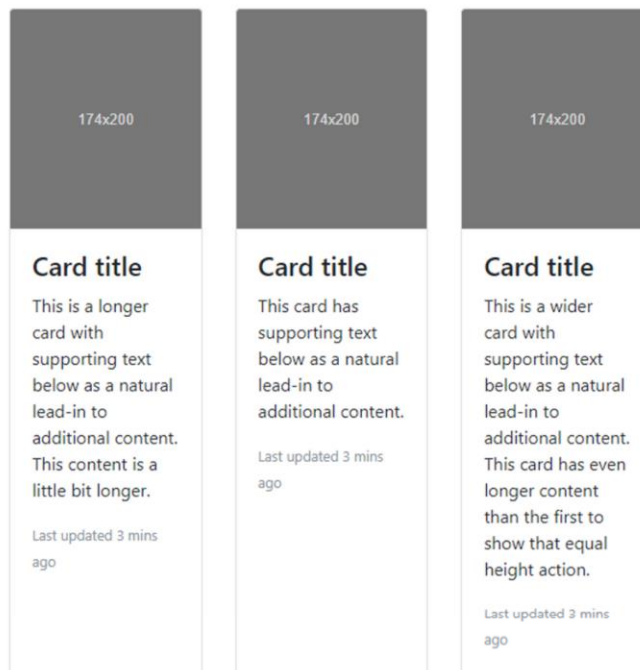 174x200
Card title
This is a longer
card with
supporting text
below as a natural
lead-in to
additional content.
This content is a
little bit longer.
Last updated 3 mins
ago
174x200
Card title
This card has
supporting text
below as a natural
lead-in to
additional content.
Last updated 3 mins
ago
174x200
Card title
This is a wider
card with
supporting text
below as a natural
lead-in to
additional content.
This card has even
longer content
than the first to
show that equal
height action.
Last updated 3 mins
ago